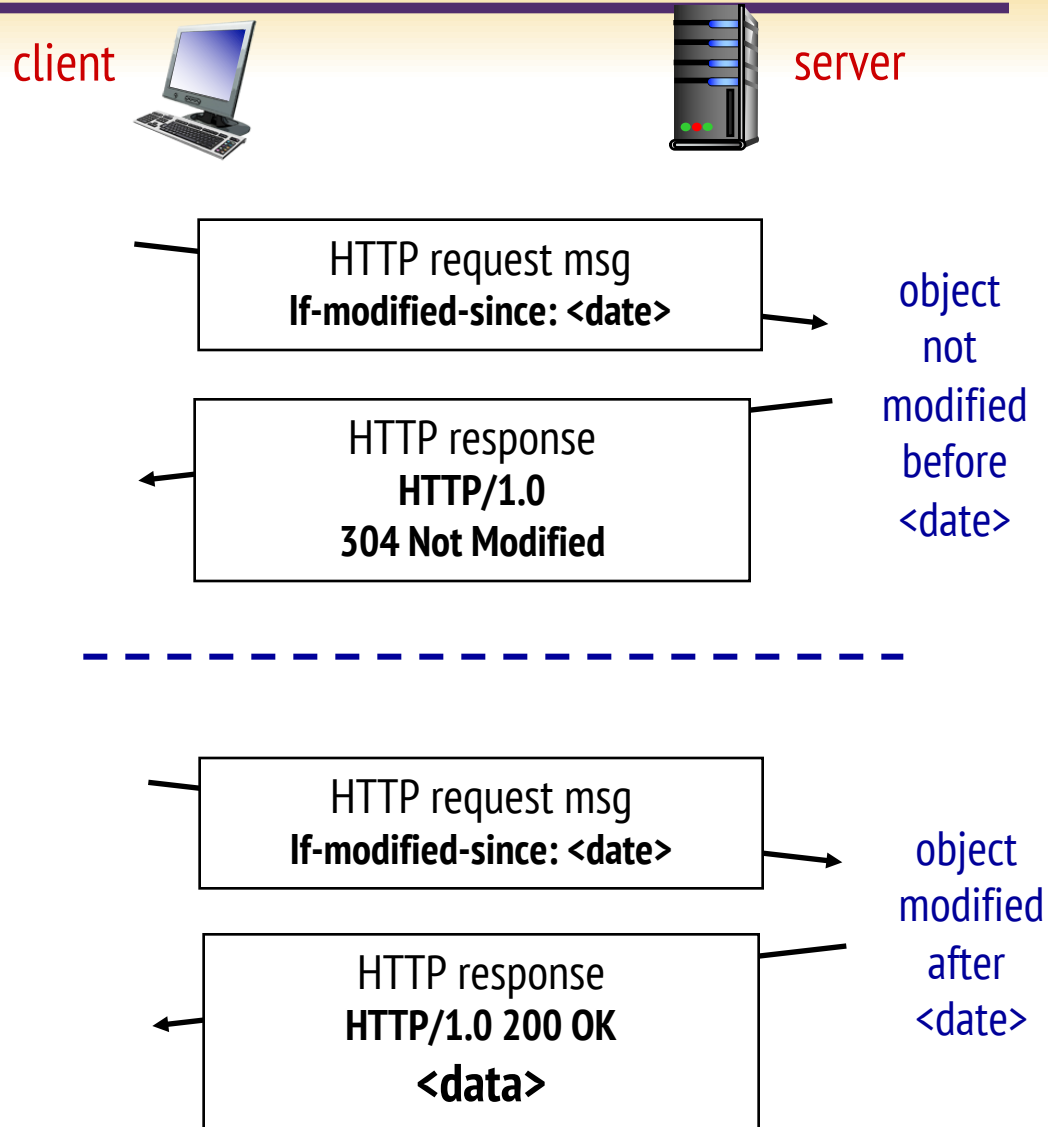 client
server
HTTP request msg
If-modified-since: <date>
object
not
modified
before
<date>
HTTP response
HTTP/1.0
304 Not Modified
HTTP request msg
If-modified-since: <date>
object
modified
after
<date>
HTTP response
HTTP/1.0 200 OK
<data>